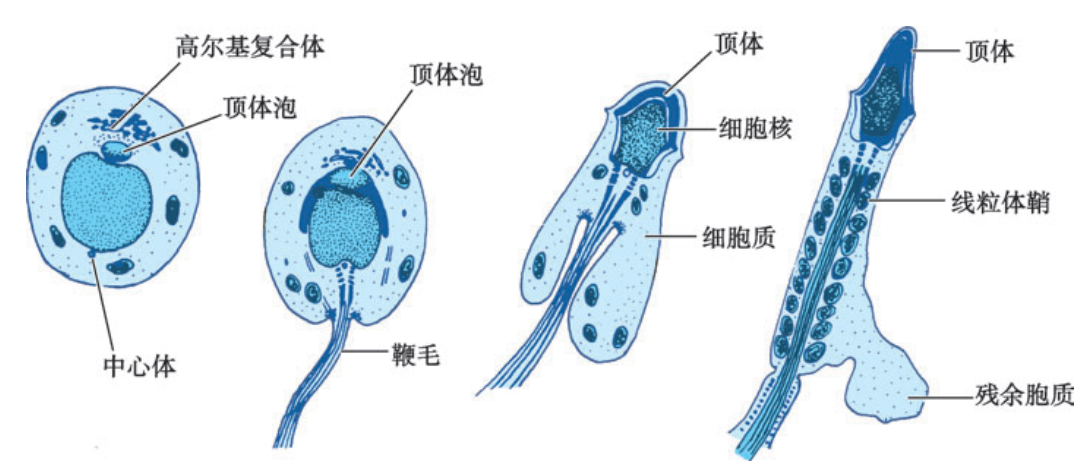 高尔基复合体
顶体泡
中心体
顶体泡
鞭毛
顶体
细胞核
细胞质
顶体
线粒体鞘
残余胞质